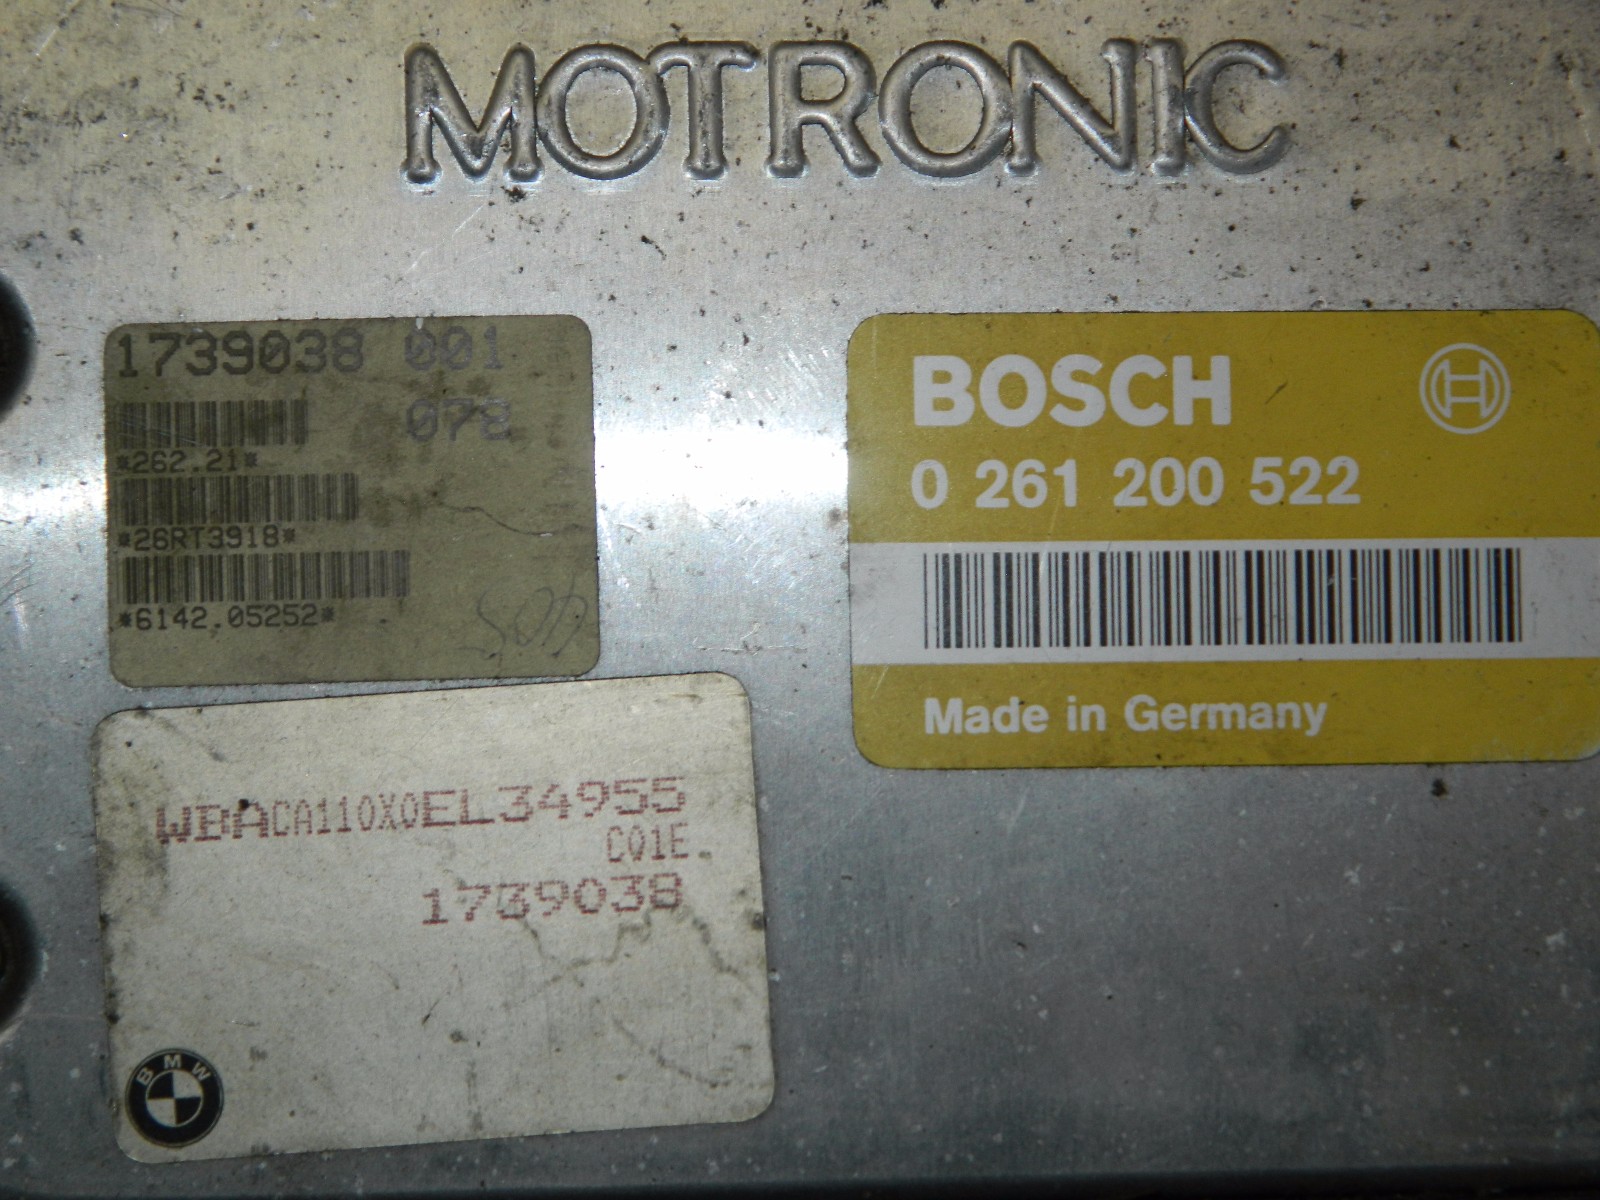 MOTRONIC
1739038 001
078
*262.21*
*26RT3918*
*6142.05252*
BOSCH
0 261 200 522
Made in Germany
WBACA110X0EL34955
C01E
1739038
BMW